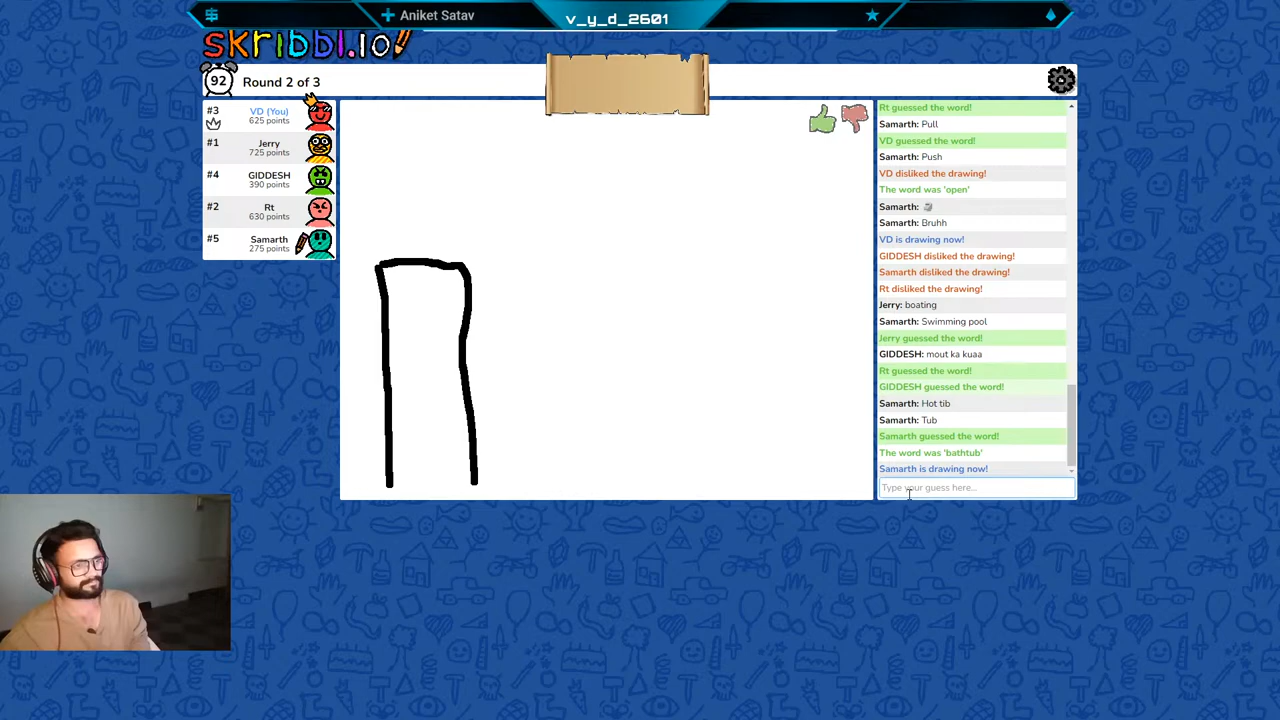 Aniket Satav
v_y_d_2601
skribbl.io
92
Round 2 of 3
#3
VD (You)
625 points
#1
Jerry
725 points
#4
GIDDESH
390 points
#2
Rt
630 points
#5
Samarth
275 points
Rt guessed the word!
Samarth: Pull
VD guessed the word!
Samarth: Push
VD disliked the drawing!
The word was 'open'
Samarth: 🗿
Samarth: Bruhh
VD is drawing now!
GIDDESH disliked the drawing!
Samarth disliked the drawing!
Rt disliked the drawing!
Jerry: boating
Samarth: Swimming pool
Jerry guessed the word!
GIDDESH: mout ka kuaa
Rt guessed the word!
GIDDESH guessed the word!
Samarth: Hot tib
Samarth: Tub
Samarth guessed the word!
The word was 'bathtub'
Samarth is drawing now!
Type your guess here...